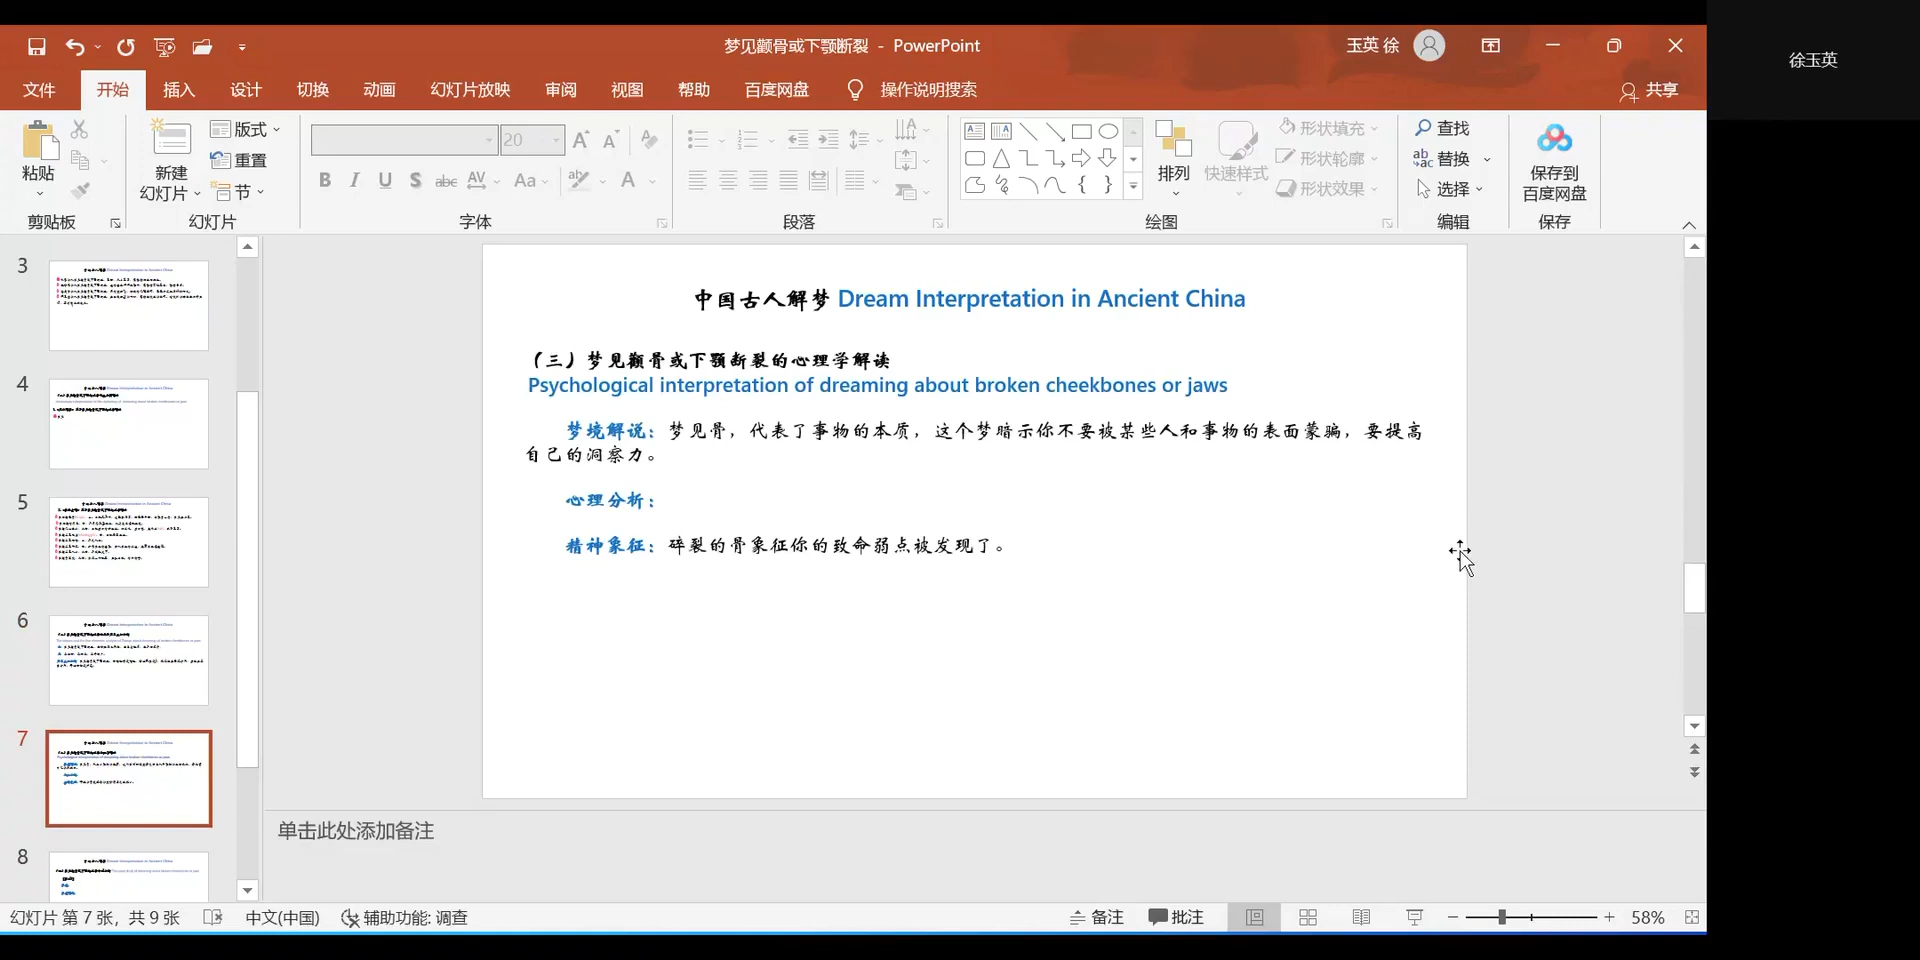 梦见颧骨或下颚断裂 - PowerPoint
玉英 徐
徐玉英
文件 开始 插入 设计 切换 动画 幻灯片放映 审阅 视图 帮助 百度网盘 操作说明搜索 共享
粘贴
剪贴板
新建
幻灯片
版式
重置
节
幻灯片
20
B I U S abc AV Aa A
字体
段落
排列
快速样式
形状填充
形状轮廓
形状效果
绘图
查找
替换
选择
编辑
保存到
百度网盘
保存
3
4
5
6
7
8
中国古人解梦 Dream Interpretation in Ancient China
（三）梦见颧骨或下颚断裂的心理学解读
Psychological interpretation of dreaming about broken cheekbones or jaws
梦境解说：梦见骨，代表了事物的本质，这个梦暗示你不要被某些人和事物的表面蒙骗，要提高
自己的洞察力。
心理分析：
精神象征：碎裂的骨象征你的致命弱点被发现了。
单击此处添加备注
幻灯片 第 7 张，共 9 张 中文(中国) 辅助功能: 调查 备注 批注 58%